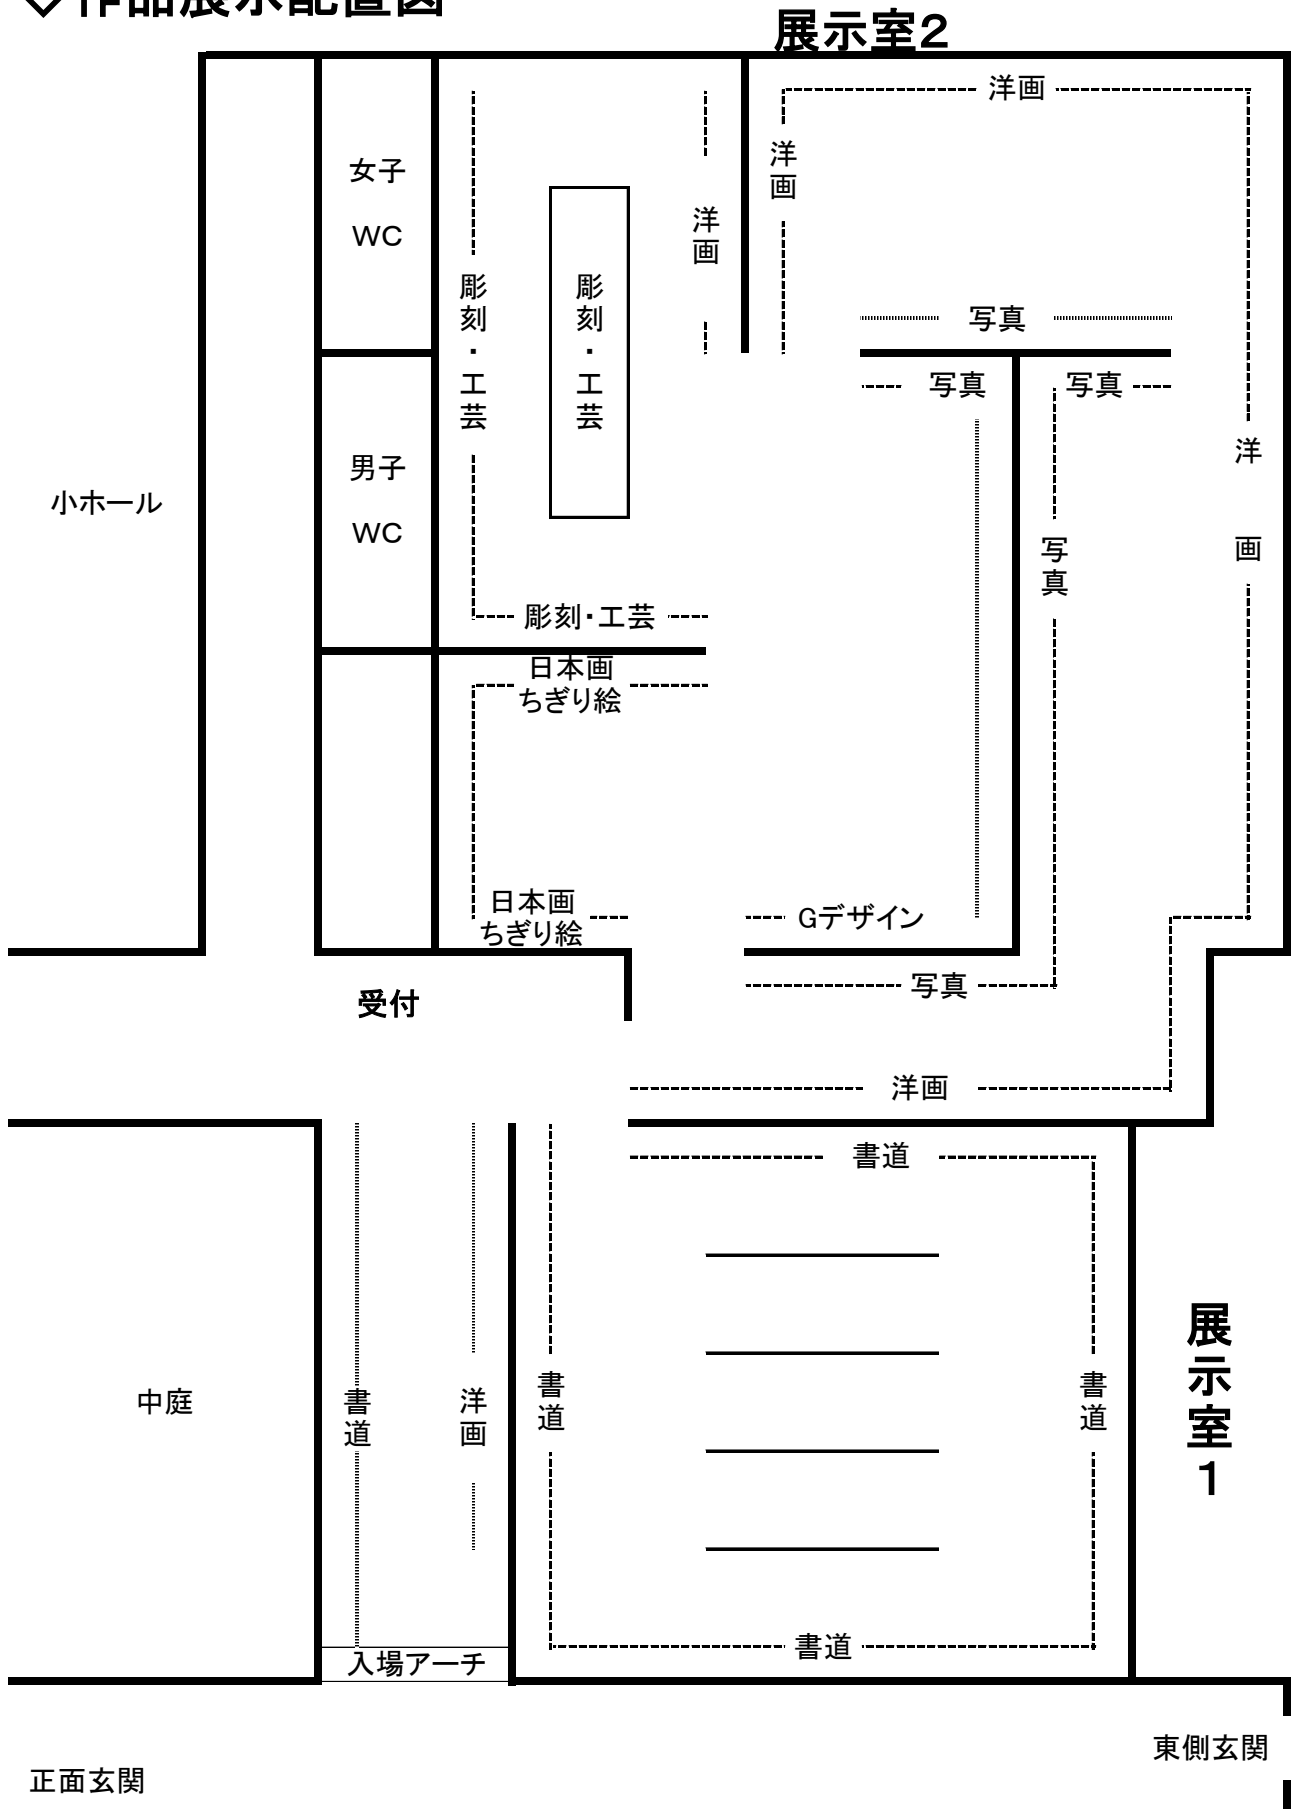 ◇作品展示配置図
展示室2
洋画
洋画
女子
WC
洋画
彫刻・工芸
彫刻・工芸
写真
写真
写真
男子
WC
洋画
小ホール
写真
彫刻・工芸
日本画
ちぎり絵
日本画
ちぎり絵
Gデザイン
写真
受付
洋画
書道
展示室1
書道
洋画
書道
書道
中庭
書道
入場アーチ
東側玄関
正面玄関